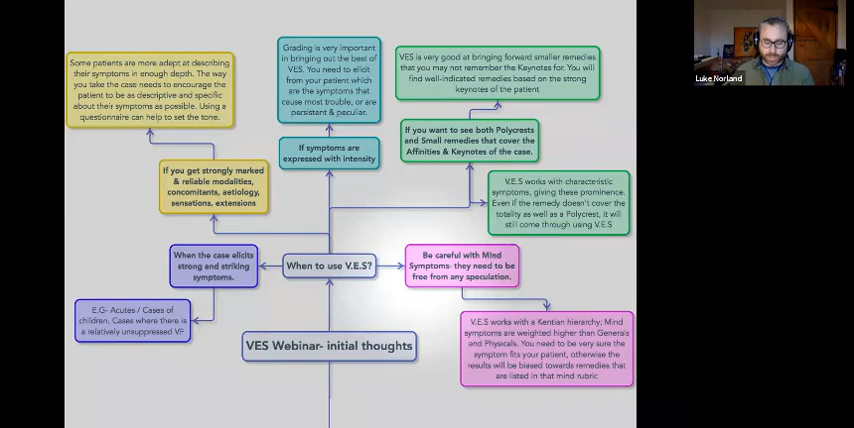 Some patients are more adept at describing
their symptoms in enough depth. The way
you take the case needs to encourage the
patient to be as descriptive and specific
about their symptoms as possible. Using a
questionnaire can help to set the tone.
Grading is very important
in bringing out the best of
VES. You need to elicit
from your patient which
are the symptoms that
cause most trouble, or are
persistent & peculiar.
VES is very good at bringing forward smaller remedies
that you may not remember the Keynotes for. You will
find well-indicated remedies based on the strong
keynotes of the patient
Luke Norland
If you get strongly marked
& reliable modalities,
concomitants, aetiology,
sensations, extensions
If symptoms are
expressed with intensity
If you want to see both Polycrests
and Small remedies that cover the
Affinities & Keynotes of the case.
V.E.S works with characteristic
symptoms, giving these prominence.
Even if the remedy doesn't cover the
totality as well as a Polycrest, it will
still come through using V.E.S
When the case elicits
strong and striking
symptoms.
When to use V.E.S?
Be careful with Mind
Symptoms- they need to be
free from any speculation.
E.G- Acutes / Cases of
children. Cases where there is
a relatively unsuppressed VF
VES Webinar- initial thoughts
V.E.S works with a Kentian hierarchy; Mind
symptoms are weighted higher than Generals
and Physicals. You need to be very sure the
symptom fits your patient, otherwise the
results will be biased towards remedies that
are listed in that mind rubric